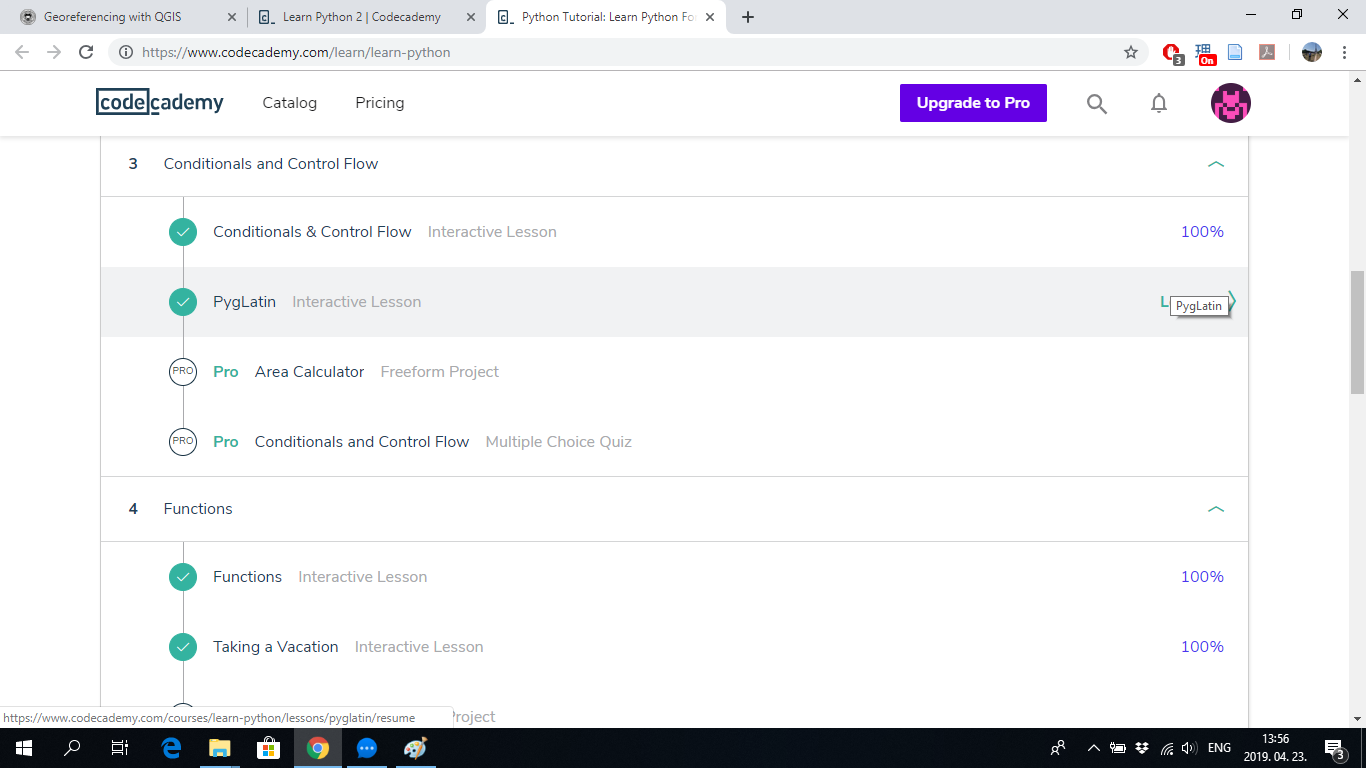 Georeferencing with QGIS
Learn Python 2 | Codecademy
Python Tutorial: Learn Python Fo
https://www.codecademy.com/learn/learn-python
3
On
codecademy
Catalog
Pricing
Upgrade to Pro
3 Conditionals and Control Flow
Conditionals & Control Flow Interactive Lesson 100%
PygLatin Interactive Lesson L
PygLatin
PRO Pro Area Calculator Freeform Project
PRO Pro Conditionals and Control Flow Multiple Choice Quiz
4 Functions
Functions Interactive Lesson 100%
Taking a Vacation Interactive Lesson 100%
Project
https://www.codecademy.com/courses/learn-python/lessons/pyglatin/resume
ENG
13:56
2019. 04. 23.
3